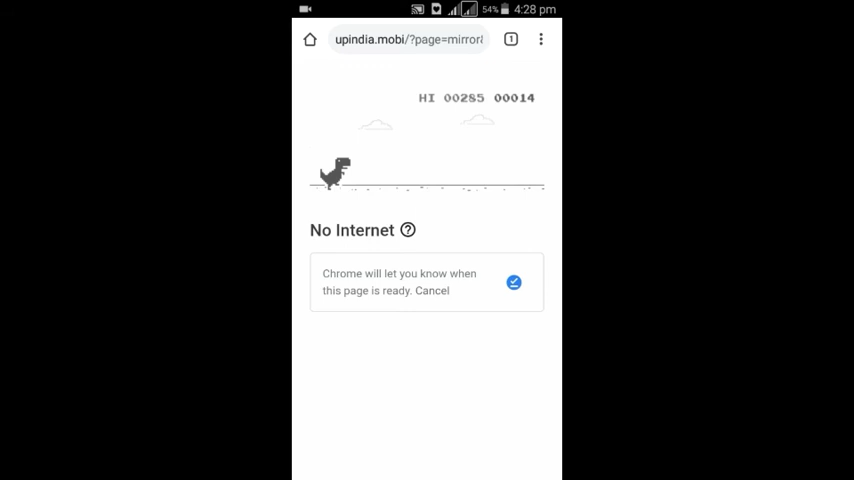 54% 4:28 pm
upindia.mobi/?page=mirror
1
HI 00285 00014
No Internet
Chrome will let you know when
this page is ready. Cancel